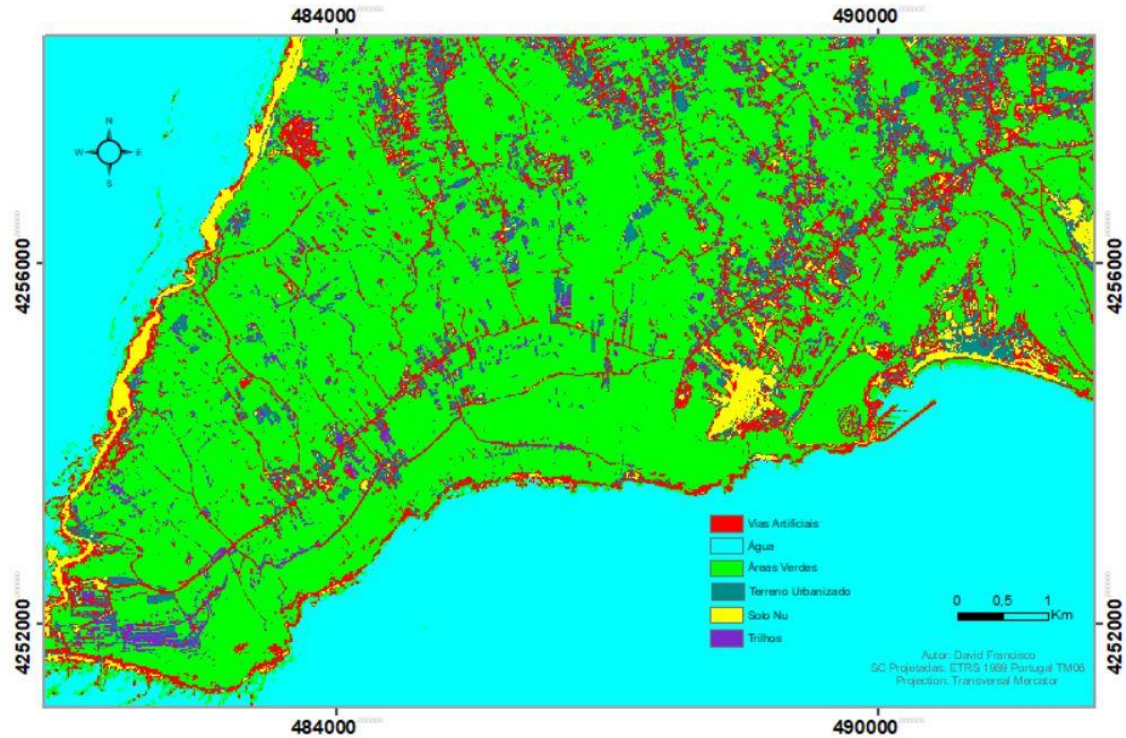 484000
490000
N
W
E
S
4256000
4256000
Vias Artificiais
Água
Áreas Verdes
Terreno Urbanizado
Solo Nu
Trilhos
0 0,5 1
Km
4252000
4252000
Autor: David Francisco
SC Projetadas: ETRS 1989 Portugal TM06
Projection: Transversal Mercator
484000
490000